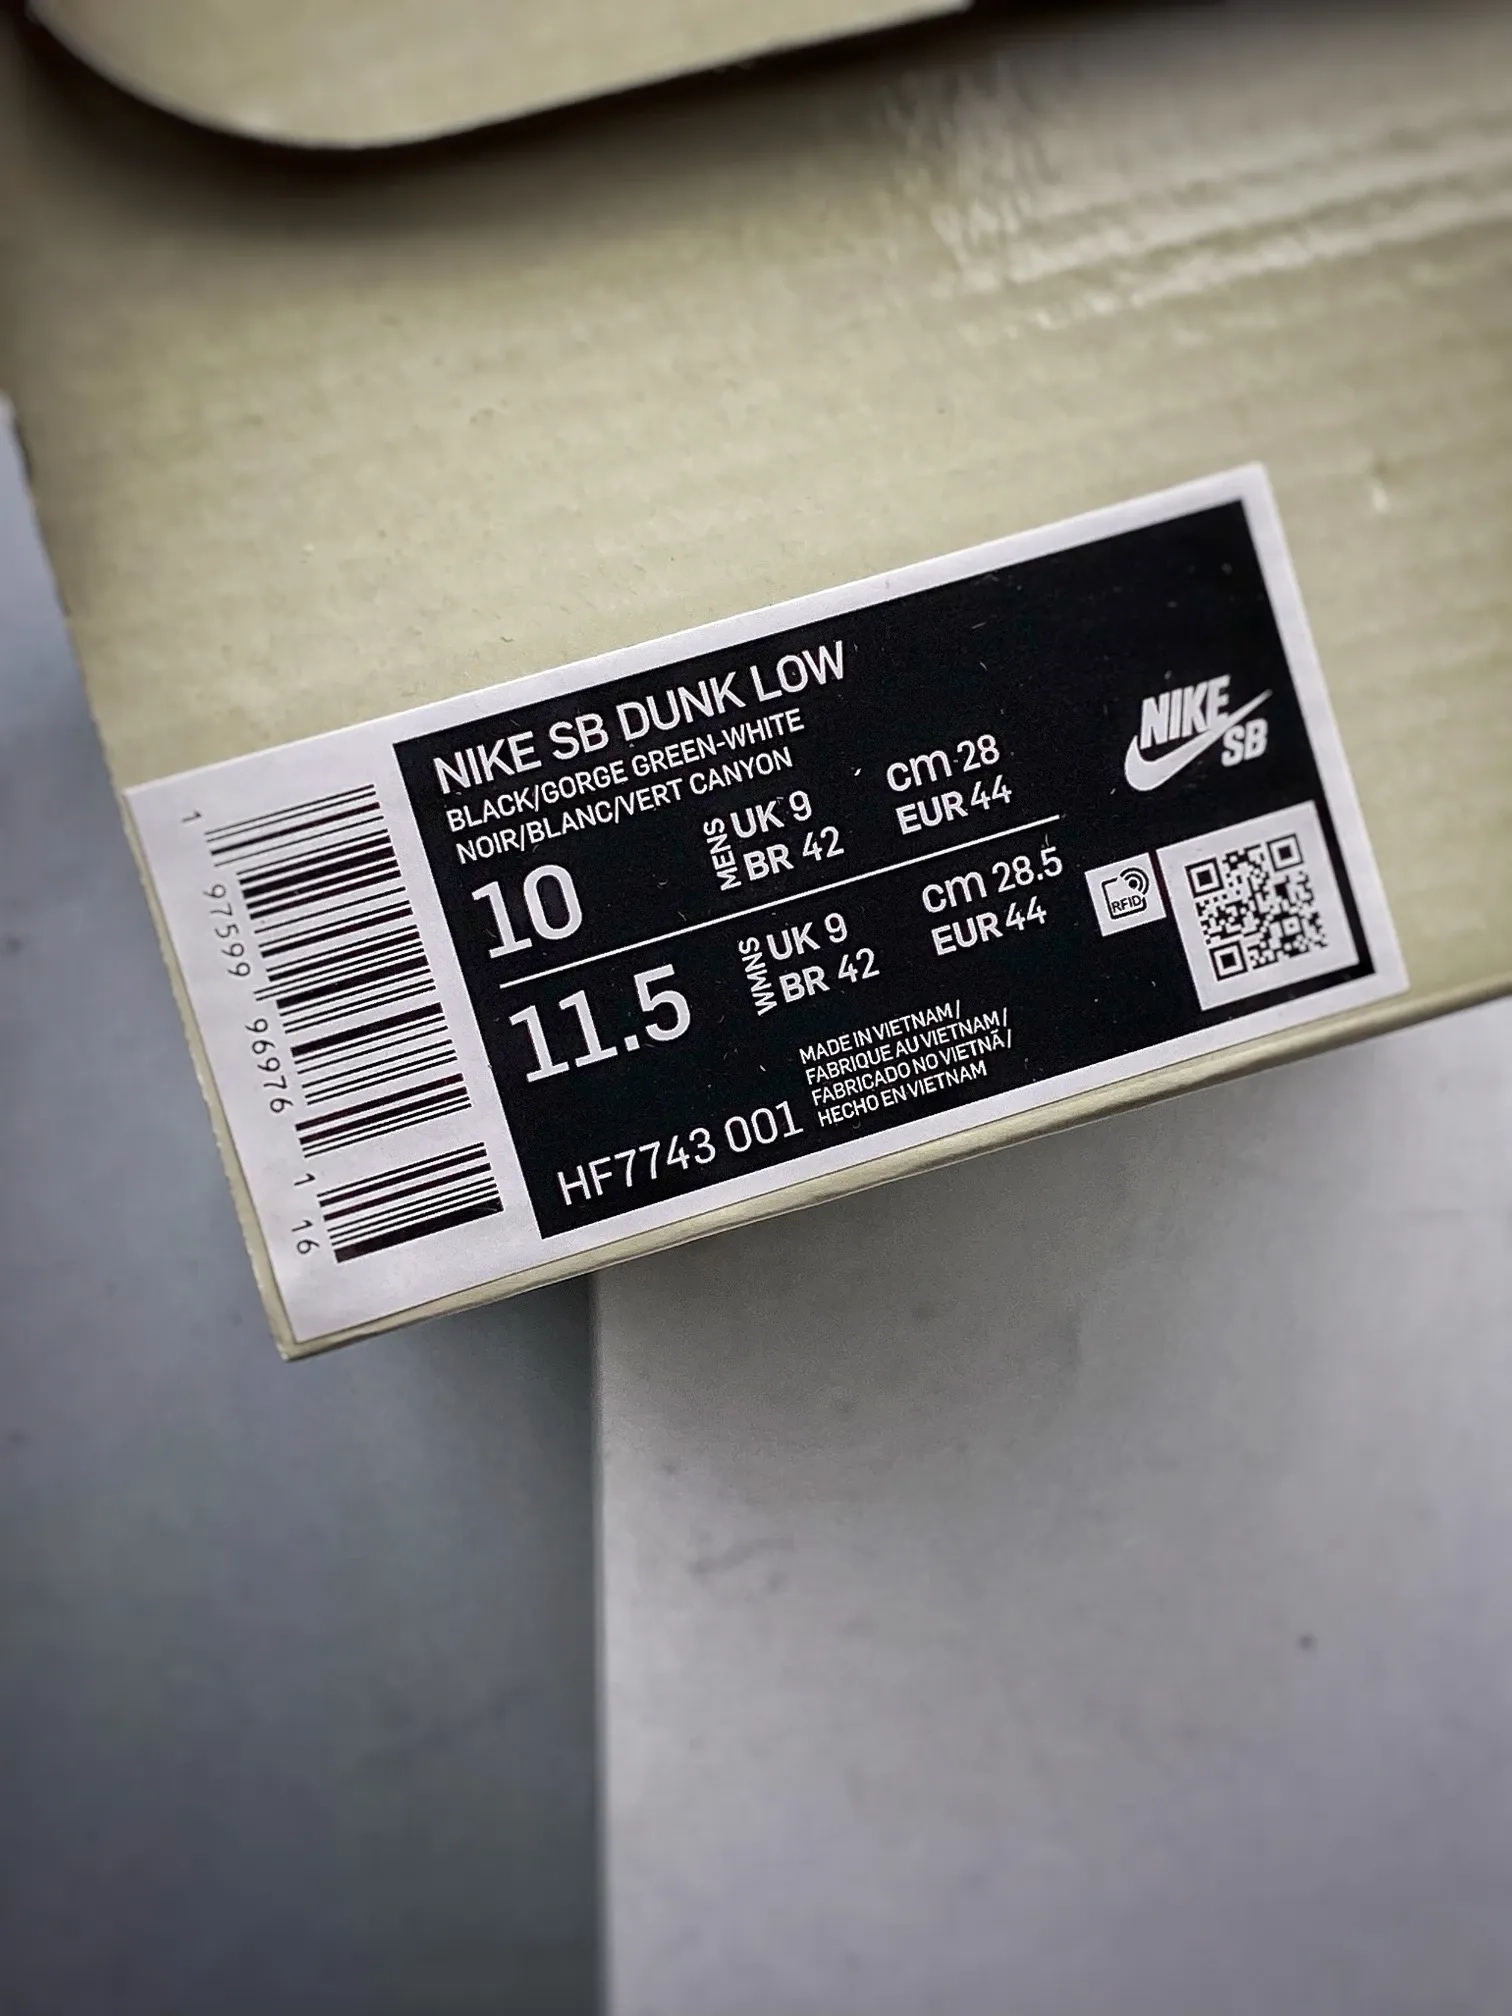 NIKE SB DUNK LOW
BLACK/GORGE GREEN-WHITE
NOIR/BLANC/VERT CANYON
10
MENS
UK 9
BR 42
cm 28
EUR 44
11.5
WMNS
UK 9
BR 42
cm 28.5
EUR 44
HF7743 001
MADE IN VIETNAM/
FABRIQUE AU VIETNAM/
FABRICADO NO VIETNÃ/
HECHO EN VIETNAM
NIKE
SB
RFID
1 97599 96976 1 16